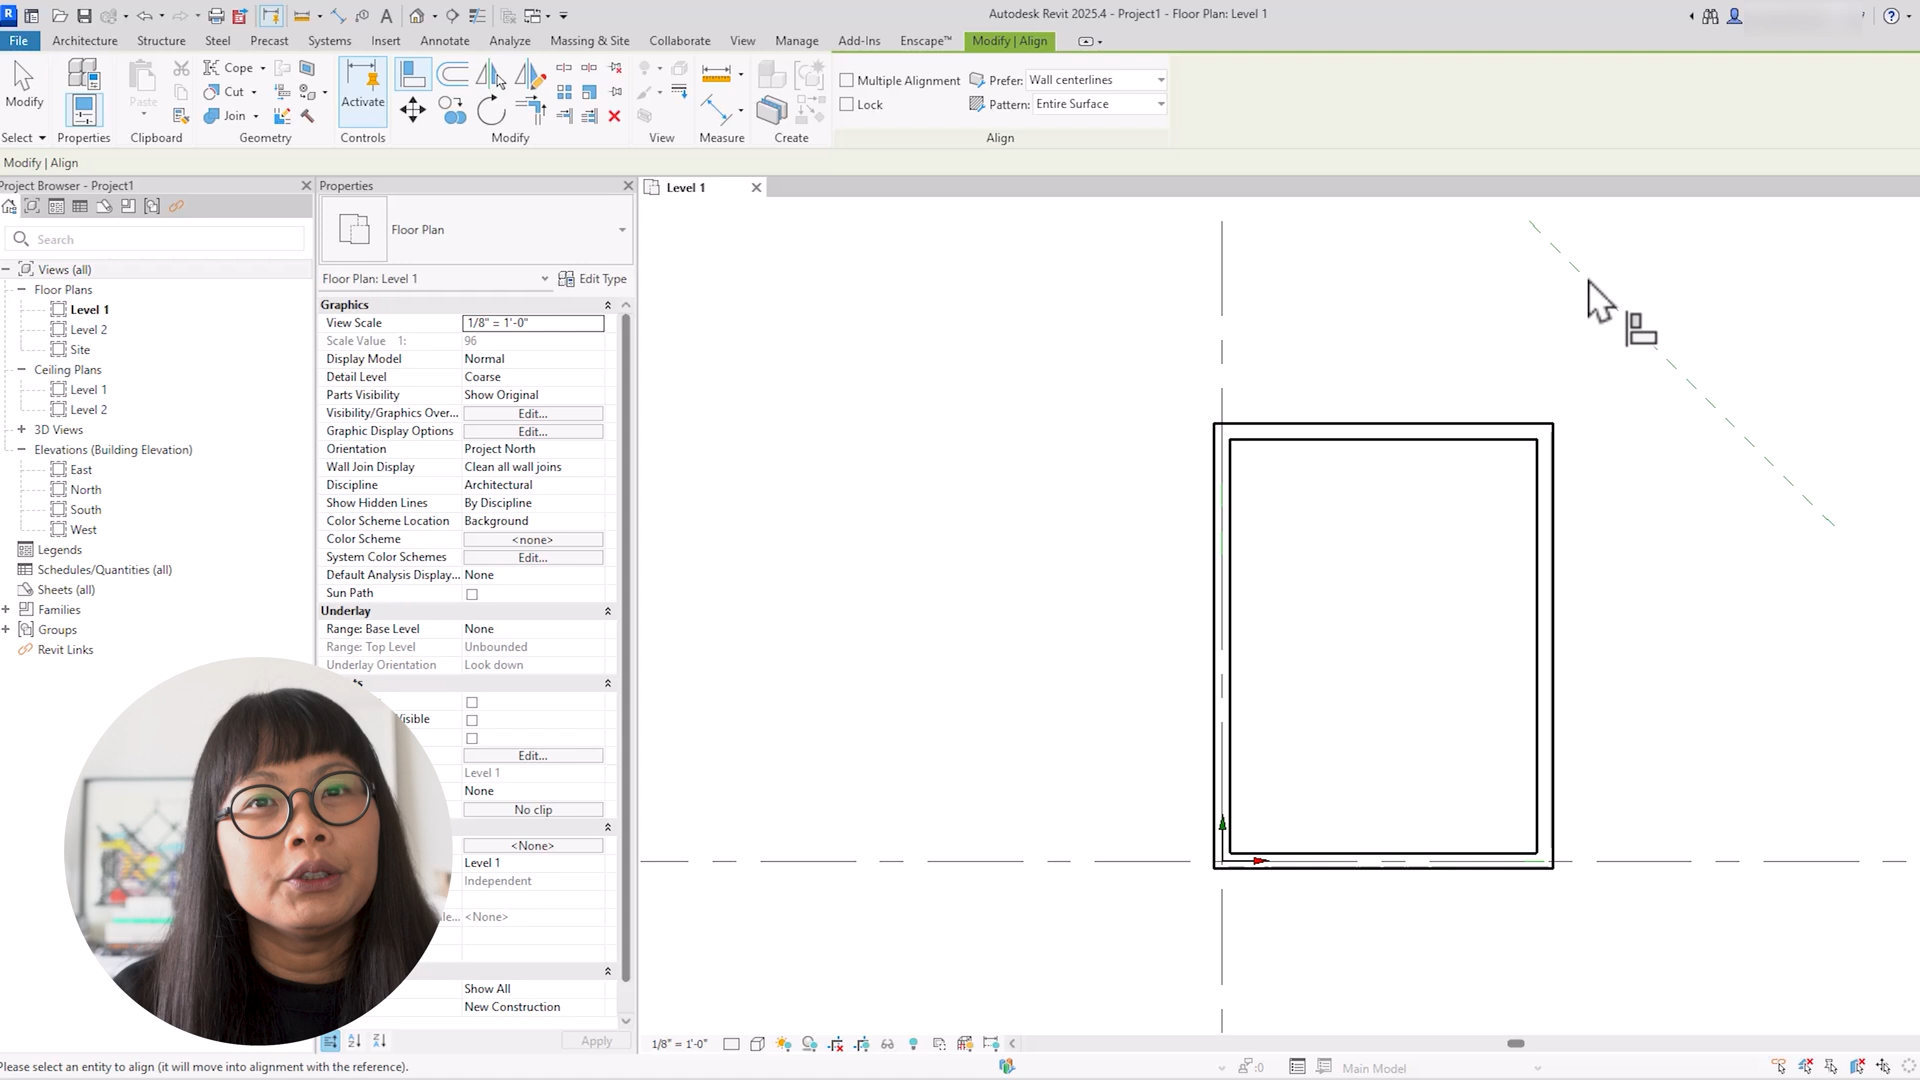 Autodesk Revit 2025.4 - Project1 - Floor Plan: Level 1
File Architecture Structure Steel Precast Systems Insert Annotate Analyze Massing & Site Collaborate View Manage Add-Ins Enscape™ Modify | Align
Modify
Paste
Cope
Cut
Join
Activate
Multiple Alignment
Lock
Prefer: Wall centerlines
Pattern: Entire Surface
Select Properties Clipboard Geometry Controls Modify View Measure Create Align
Modify | Align
Project Browser - Project1
Search
Views (all)
Floor Plans
Level 1
Level 2
Site
Ceiling Plans
Level 1
Level 2
3D Views
Elevations (Building Elevation)
East
North
South
West
Legends
Schedules/Quantities (all)
Sheets (all)
Families
Groups
Revit Links
Properties
Floor Plan
Floor Plan: Level 1 Edit Type
Graphics
View Scale 1/8" = 1'-0"
Scale Value 1: 96
Display Model Normal
Detail Level Coarse
Parts Visibility Show Original
Visibility/Graphics Over... Edit...
Graphic Display Options Edit...
Orientation Project North
Wall Join Display Clean all wall joins
Discipline Architectural
Show Hidden Lines By Discipline
Color Scheme Location Background
Color Scheme <none>
System Color Schemes Edit...
Default Analysis Display... None
Sun Path
Underlay
Range: Base Level None
Range: Top Level Unbounded
Underlay Orientation Look down
Edit...
Level 1
None
No clip
<None>
Level 1
Independent
<None>
Show All
New Construction
Apply
Level 1
1/8" = 1'-0"
Please select an entity to align (it will move into alignment with the reference).
:0
Main Model